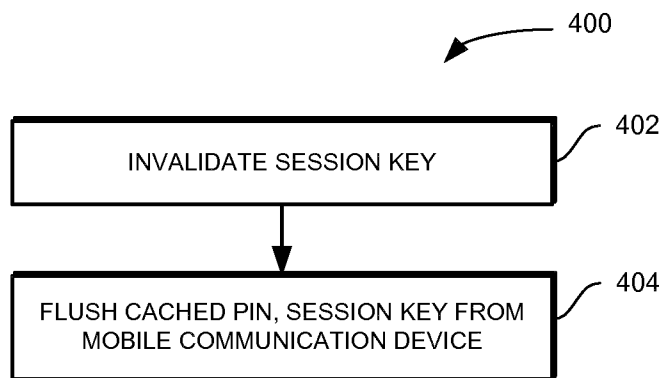 400
INVALIDATE SESSION KEY
402
FLUSH CACHED PIN, SESSION KEY FROM
MOBILE COMMUNICATION DEVICE
404